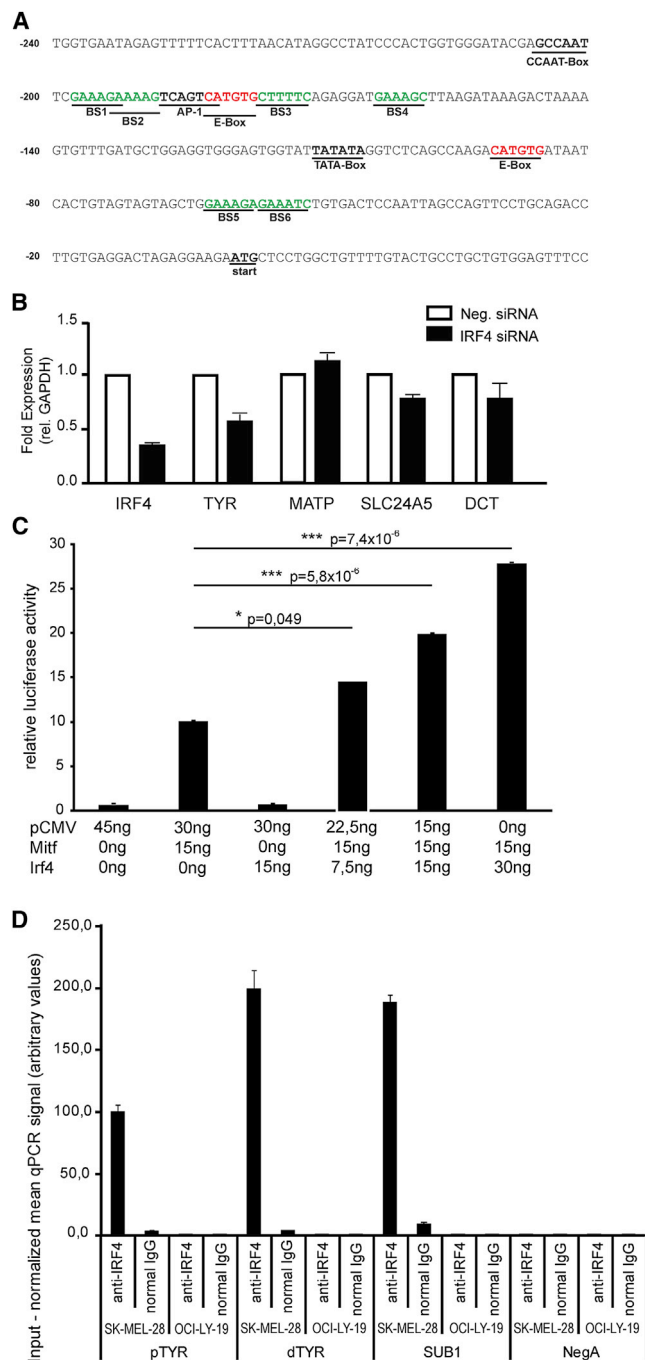 A
-240 TGGTGAATAGAGTTTTTCACTTTAACATAGGCCTATCCCACTGGTGGGATACGAGCCAAT
CCAAT-Box
-200 TCGAAAGAAAAGTCAGTCATGTGCTTTTCAGAGGATGAAAGCTTAAGATAAAGACTAAAA
BS1 BS2 AP-1 E-Box BS3 BS4
-140 GTGTTTGATGCTGGAGGTGGGAGTGGTATTATATAGGTCTCAGCCAAGACATGTGATAAT
TATATA-Box E-Box
-80 CACTGTAGTAGTAGCTGGAAAGAGAAATCTGTGACTCCAATTAGCCAGTTCCTGCAGACC
BS5 BS6
-20 TTGTGAGGACTAGAGGAAGAATGCTCCTGGCTGTTTTGTACTGCCTGCTGTGGAGTTTCC
start
B
Neg. siRNA
IRF4 siRNA
Fold Expression
(rel. GAPDH)
1.5
1.0
0.5
0.0
IRF4 TYR MATP SLC24A5 DCT
C
relative luciferase activity
30
25
20
15
10
5
0
*** p=7,4x10⁻⁶
*** p=5,8x10⁻⁶
* p=0,049
pCMV 45ng 30ng 30ng 22,5ng 15ng 0ng
Mitf 0ng 15ng 0ng 15ng 15ng 15ng
Irf4 0ng 0ng 15ng 7,5ng 15ng 30ng
D
Input - normalized mean qPCR signal (arbitrary values)
250,0
200,0
150,0
100,0
50,0
0,0
anti-IRF4 normal IgG anti-IRF4 normal IgG anti-IRF4 normal IgG anti-IRF4 normal IgG anti-IRF4 normal IgG anti-IRF4 normal IgG anti-IRF4 normal IgG anti-IRF4 normal IgG
SK-MEL-28 OCI-LY-19 SK-MEL-28 OCI-LY-19 SK-MEL-28 OCI-LY-19 SK-MEL-28 OCI-LY-19
pTYR dTYR SUB1 NegA